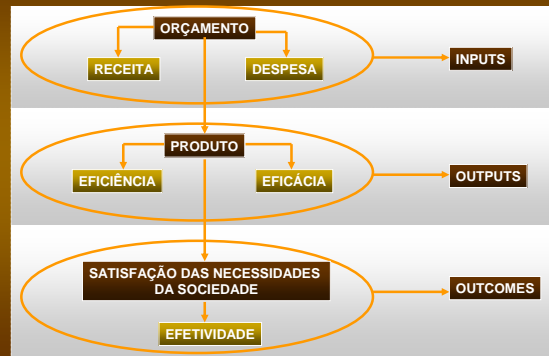 ORÇAMENTO
RECEITA
DESPESA
INPUTS
PRODUTO
EFICIÊNCIA
EFICÁCIA
OUTPUTS
SATISFAÇÃO DAS NECESSIDADES
DA SOCIEDADE
OUTCOMES
EFETIVIDADE